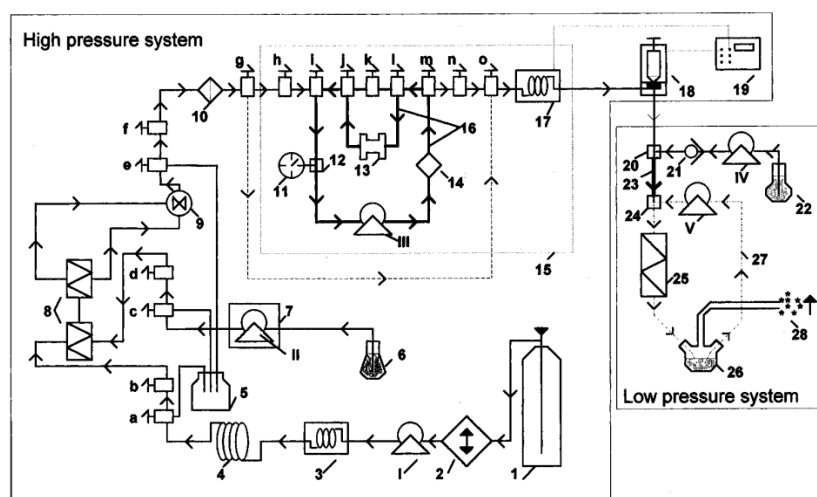 High pressure system
g h i j k l m n o
f
10
e
9
11
12
13
16
14
III
15
17
18
19
20
21
IV
22
23
24
V
25
27
26
28
Low pressure system
8
d
c
7
II
6
b
a
5
4
3
I
2
1